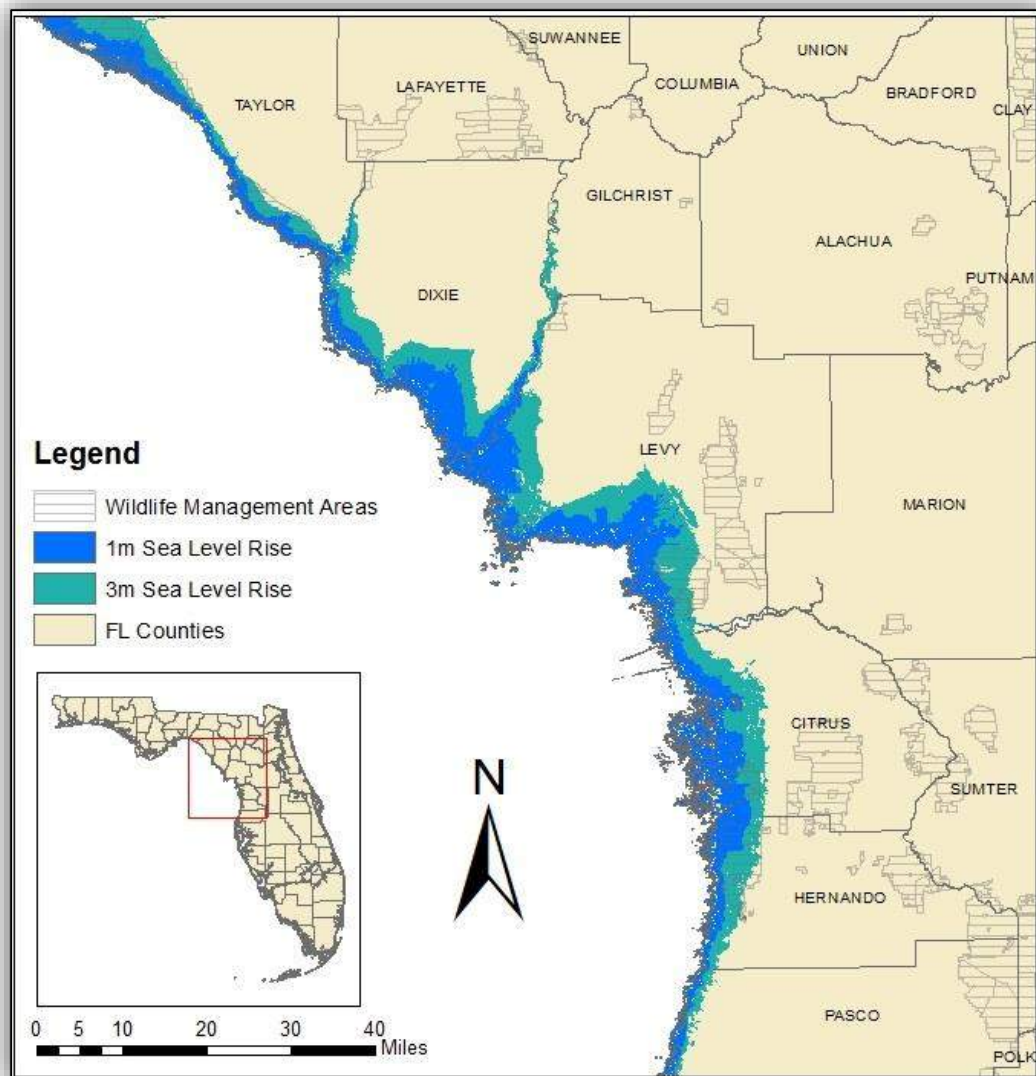 SUWANNEE
UNION
COLUMBIA
LAFAYETTE
BRADFORD
TAYLOR
CLAY
GILCHRIST
ALACHUA
PUTNAM
DIXIE
LEVY
MARION
Legend
Wildlife Management Areas
1m Sea Level Rise
3m Sea Level Rise
FL Counties
CITRUS
SUMTER
N
HERNANDO
PASCO
POLK
0 5 10 20 30 40
Miles